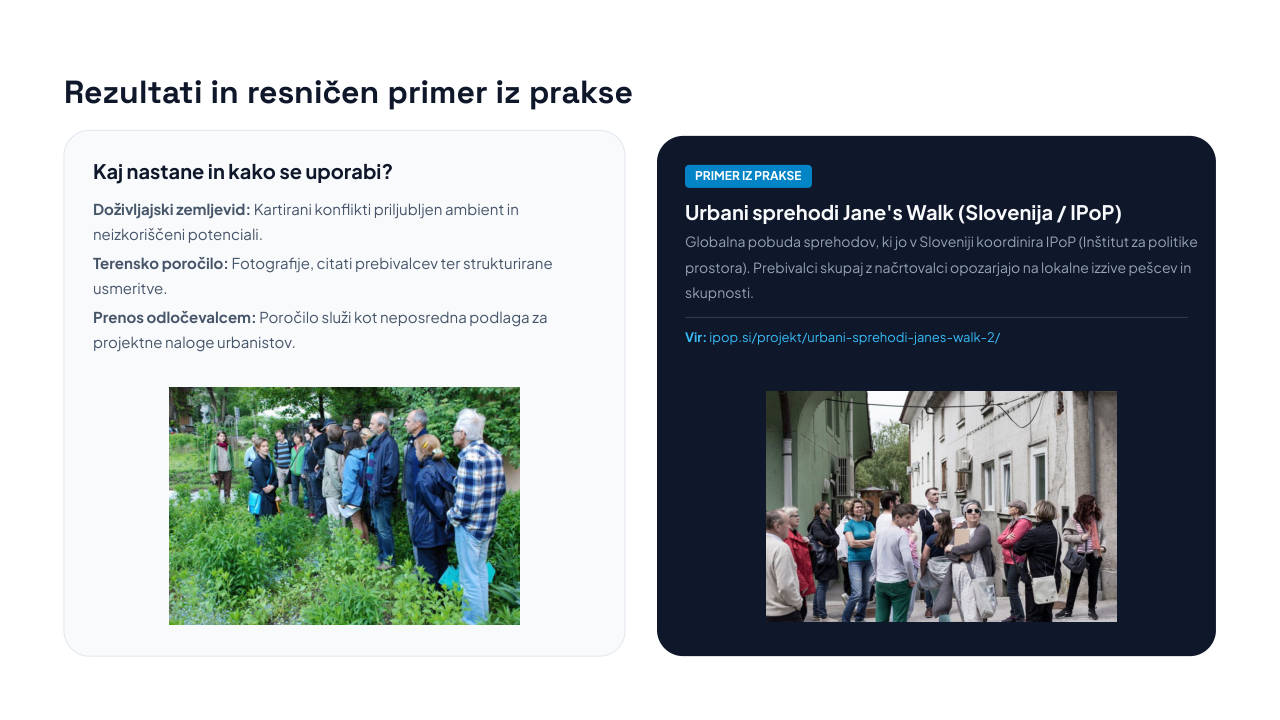 Rezultati in resničen primer iz prakse
Kaj nastane in kako se uporabi?
Doživljajski zemljevid: Kartirani konflikti priljubljen ambient in
neizkoriščeni potenciali.
Terensko poročilo: Fotografije, citati prebivalcev ter strukturirane
usmeritve.
Prenos odločevalcem: Poročilo služi kot neposredna podlaga za
projektne naloge urbanistov.
PRIMER IZ PRAKSE
Urbani sprehodi Jane's Walk (Slovenija / IPoP)
Globalna pobuda sprehodov, ki jo v Sloveniji koordinira IPoP (Inštitut za politike
prostora). Prebivalci skupaj z načrtovalci opozarjajo na lokalne izzive pešcev in
skupnosti.
Vir: ipop.si/projekt/urbani-sprehodi-janes-walk-2/